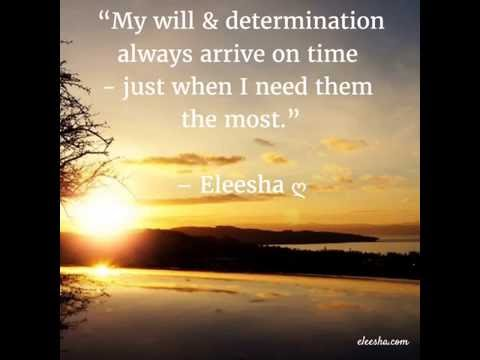 “My will & determination
always arrive on time
- just when I need them
the most.”
– Eleesha ღ
eleesha.com